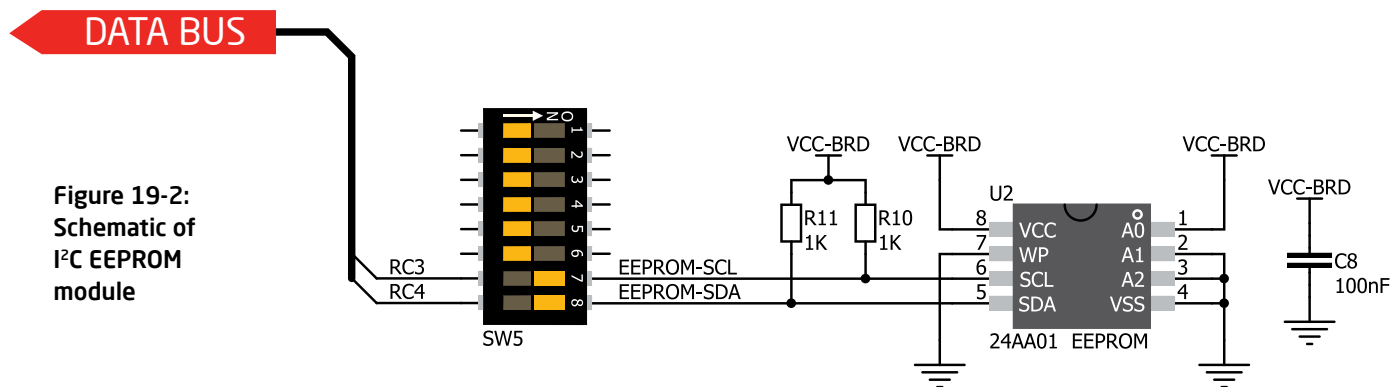 DATA BUS
Figure 19-2:
Schematic of
I²C EEPROM
module
ON
1
2
3
4
5
6
7
8
SW5
RC3
RC4
EEPROM-SCL
EEPROM-SDA
VCC-BRD
R11
1K
R10
1K
VCC-BRD
U2
8 VCC A0 1
7 WP A1 2
6 SCL A2 3
5 SDA VSS 4
24AA01 EEPROM
VCC-BRD
VCC-BRD
C8
100nF